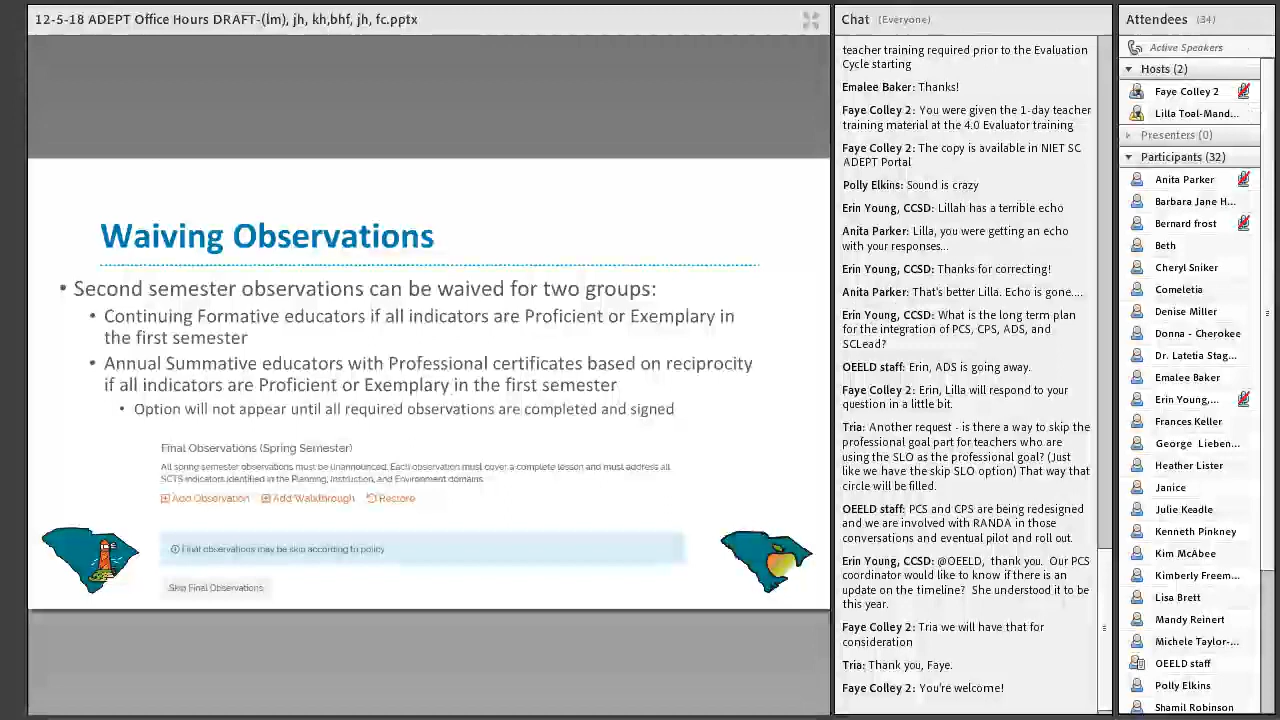 12-5-18 ADEPT Office Hours DRAFT-(lm), jh, kh,bhf, jh, fc.pptx
Waiving Observations
• Second semester observations can be waived for two groups:
• Continuing Formative educators if all indicators are Proficient or Exemplary in
the first semester
• Annual Summative educators with Professional certificates based on reciprocity
if all indicators are Proficient or Exemplary in the first semester
• Option will not appear until all required observations are completed and signed
Final Observations (Spring Semester)
All spring semester observations must be unannounced. Each observation must cover a complete lesson and must address all
SCTS indicators identified in the Planning, Instruction, and Environment domains.
Add Observation Add Walkthrough Restore
Final observations may be skip according to policy
Skip Final Observations
Chat (Everyone)
teacher training required prior to the Evaluation
Cycle starting
Emalee Baker: Thanks!
Faye Colley 2: You were given the 1-day teacher
training material at the 4.0 Evaluator training
Faye Colley 2: The copy is available in NIET SC
ADEPT Portal
Polly Elkins: Sound is crazy
Erin Young, CCSD: Lillah has a terrible echo
Anita Parker: Lilla, you were getting an echo
with your responses...
Erin Young, CCSD: Thanks for correcting!
Anita Parker: That's better Lilla. Echo is gone....
Erin Young, CCSD: What is the long term plan
for the integration of PCS, CPS, ADS, and
SCLead?
OEELD staff: Erin, ADS is going away.
Faye Colley 2: Erin, Lilla will respond to your
question in a little bit.
Tria: Another request - is there a way to skip the
professional goal part for teachers who are
using the SLO as the professional goal? (Just
like we have the skip SLO option) That way that
circle will be filled.
OEELD staff: PCS and CPS are being redesigned
and we are involved with RANDA in those
conversations and eventual pilot and roll out.
Erin Young, CCSD: @OEELD, thank you. Our PCS
coordinator would like to know if there is an
update on the timeline? She understood it to be
this year.
Faye Colley 2: Tria we will have that for
consideration
Tria: Thank you, Faye.
Faye Colley 2: You're welcome!
Attendees (34)
Active Speakers
Hosts (2)
Faye Colley 2
Lilla Toal-Mand...
Presenters (0)
Participants (32)
Anita Parker
Barbara Jane H...
Bernard frost
Beth
Cheryl Sniker
Comeletia
Denise Miller
Donna - Cherokee
Dr. Latetia Stag...
Emalee Baker
Erin Young,...
Frances Keller
George Lieben...
Heather Lister
Janice
Julie Keadle
Kenneth Pinkney
Kim McAbee
Kimberly Freem...
Lisa Brett
Mandy Reinert
Michele Taylor-...
OEELD staff
Polly Elkins
Shamil Robinson